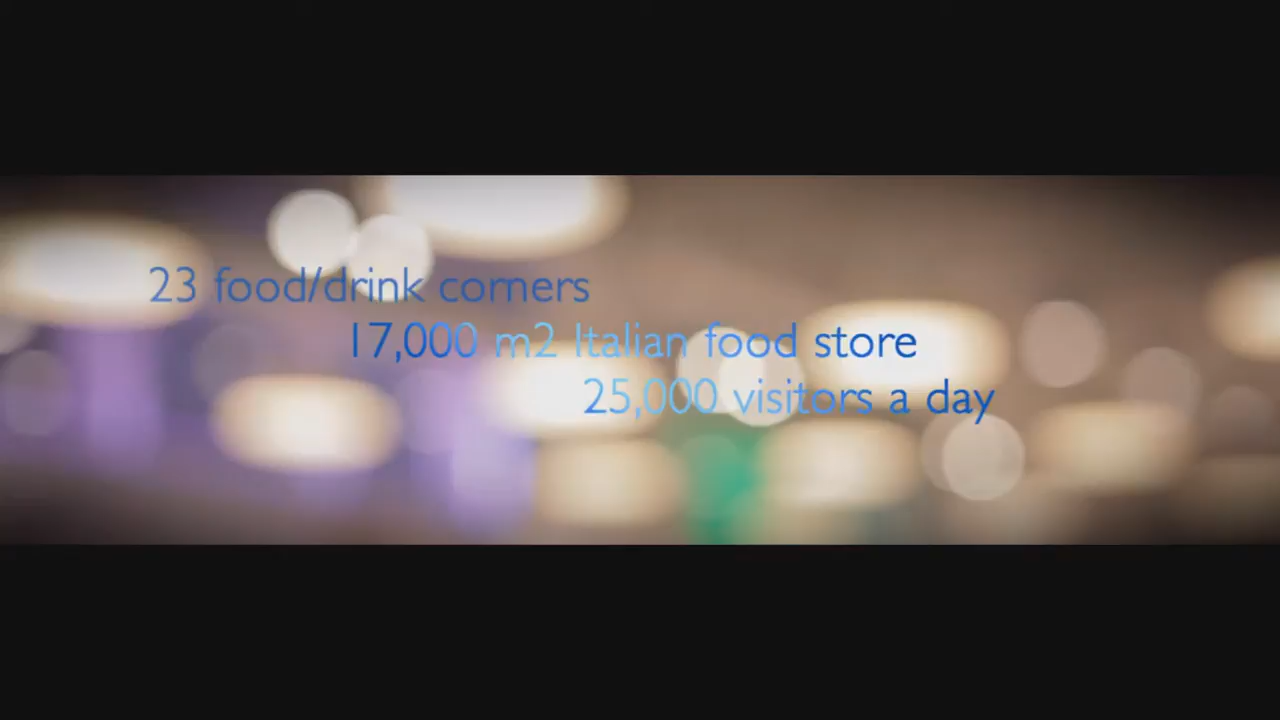 23 food/drink corners
17,000 m2 Italian food store
25,000 visitors a day